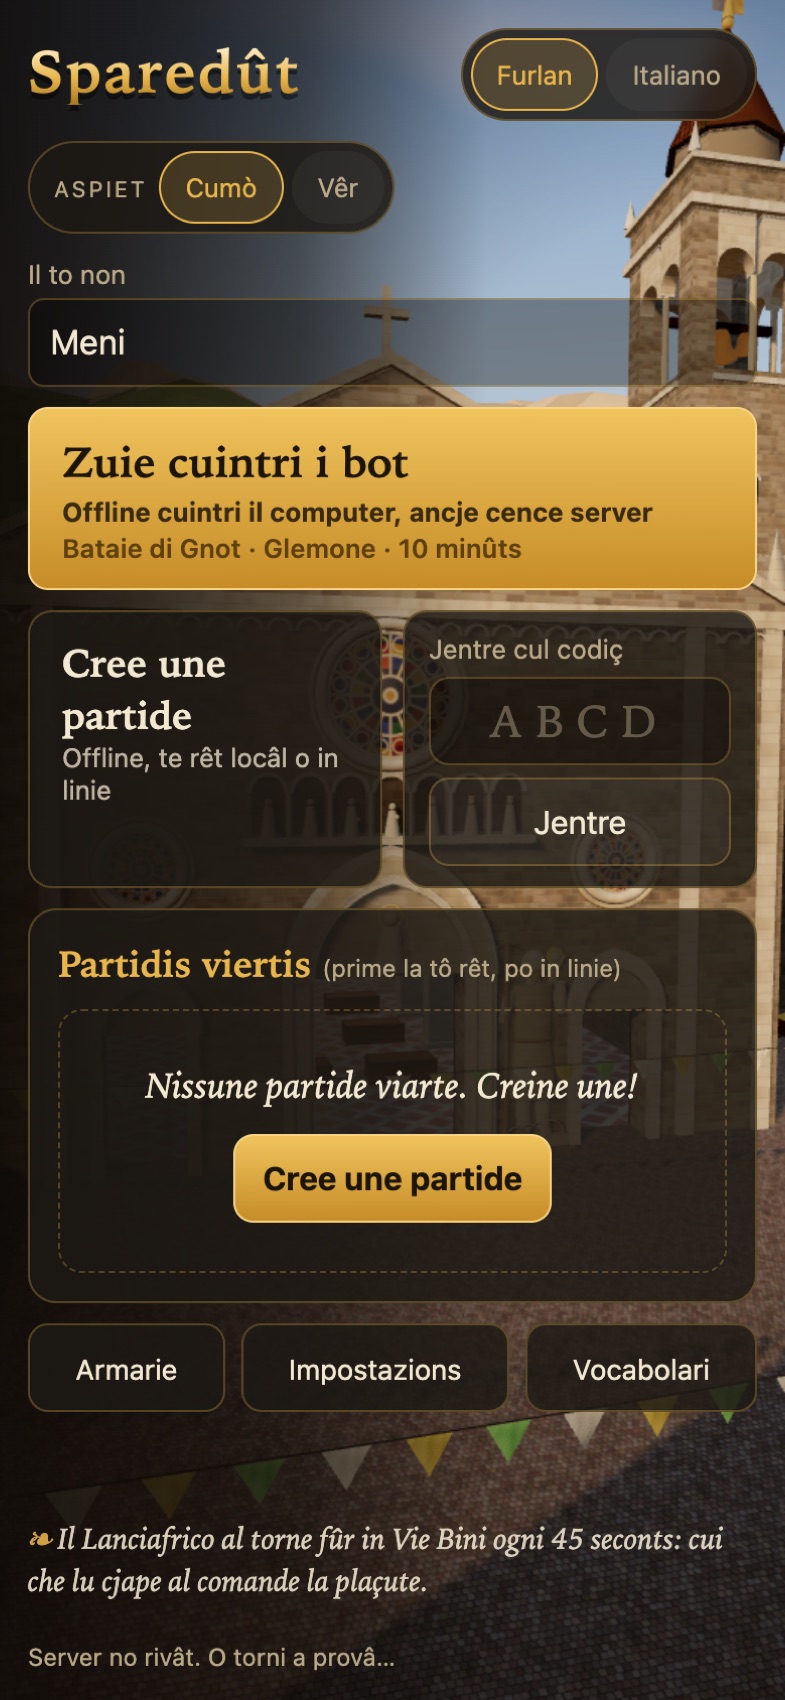 Sparedût
Furlan
Italiano
ASPIET
Cumò
Vêr
Il to non
Meni
Zuie cuintri i bot
Offline cuintri il computer, ancje cence server
Bataie di Gnot · Glemone · 10 minûts
Cree une
partide
Offline, te rêt locâl o in
linie
Jentre cul codiç
ABCD
Jentre
Partidis viertis (prime la tô rêt, po in linie)
Nissune partide viarte. Creine une!
Cree une partide
Armarie
Impostazions
Vocabolari
❧ Il Lanciafrico al torne fûr in Vie Bini ogni 45 seconts: cui
che lu cjape al comande la plaçute.
Server no rivât. O torni a provâ...